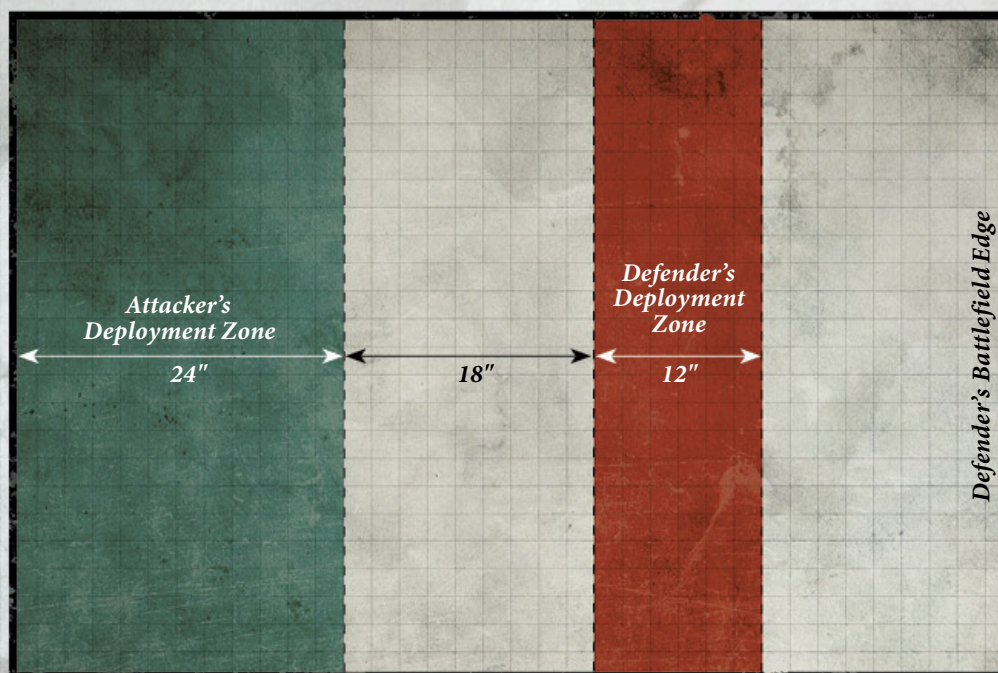 Attacker's
Deployment Zone
24"
18"
Defender's
Deployment
Zone
12"
Defender's Battlefield Edge